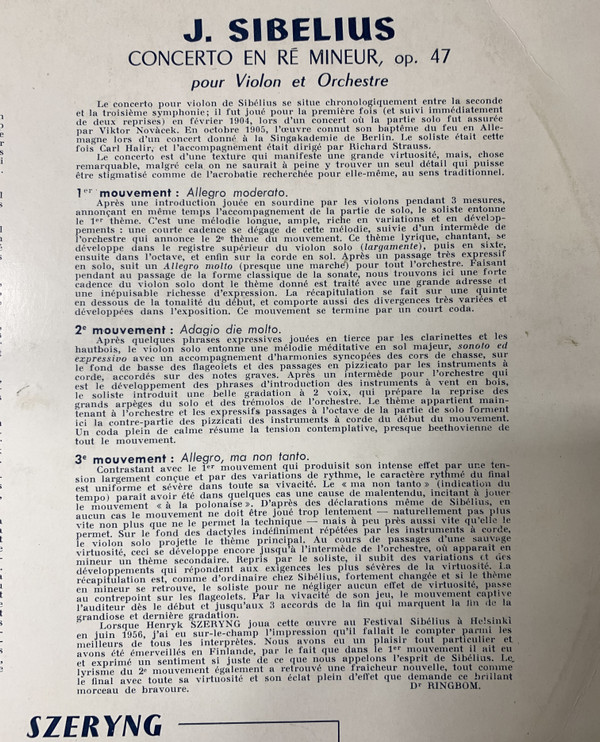 J. SIBELIUS
CONCERTO EN RÉ MINEUR, op. 47
pour Violon et Orchestre
Le concerto pour violon de Sibélius se situe chronologiquement entre la seconde
et la troisième symphonie; il fut joué pour la première fois (et suivi immédiatement
de deux reprises) en février 1904, lors d'un concert où la partie solo fut assurée
par Viktor Novàcek. En octobre 1905, l'œuvre connut son baptême du feu en Alle-
magne lors d'un concert donné à la Singakademie de Berlin. Le soliste était cette
fois Carl Halir, et l'accompagnement était dirigé par Richard Strauss.
Le concerto est d'une texture qui manifeste une grande virtuosité, mais, chose
remarquable, malgré cela on ne saurait à peine y trouver un seul détail qui puisse
être stigmatisé comme de l'acrobatie recherchée pour elle-même, au sens traditionnel.
1er mouvement : Allegro moderato.
Après une introduction jouée en sourdine par les violons pendant 3 mesures,
annonçant en même temps l'accompagnement de la partie de solo, le soliste entonne
le 1er thème. C'est une mélodie longue, ample, riche en variations et en dévelop-
pements : une courte cadence se dégage de cette mélodie, suivie d'un intermède de
l'orchestre qui annonce le 2e thème du mouvement. Ce thème lyrique, chantant, se
développe dans le registre supérieur du violon solo (largamente), puis en sixte,
ensuite dans l'octave, et enfin sur la corde en sol. Après un passage très expressif
en solo, suit un Allegro molto (presque une marche) pour tout l'orchestre. Faisant
pendant au passage de la forme classique de la sonate, nous trouvons ici une forte
cadence du violon solo dont le thème donné est traité avec une grande adresse et
une inépuisable richesse d'expression. La récapitulation se fait sur une quinte
en dessous de la tonalité du début, et comporte aussi des divergences très variées et
développées dans l'exposition. Ce mouvement se termine par un court coda.
2e mouvement : Adagio die molto.
Après quelques phrases expressives jouées en tierce par les clarinettes et les
hautbois, le violon solo entonne une mélodie méditative en sol majeur, sonoto ed
expressivo avec un accompagnement d'harmonies syncopées des cors de chasse, sur
le fond de basse des flageolets et des passages en pizzicato par les instruments à
corde, accordés sur des notes graves. Après un intermède pour l'orchestre qui
est le développement des phrases d'introduction des instruments à vent en bois,
le soliste introduit une belle gradation à 2 voix, qui prépare la reprise des
grands arpèges du solo et des trémolos de l'orchestre. Le thème appartient main-
tenant à l'orchestre et les expressifs passages à l'octave de la partie de solo forment
ici la contre-partie des pizzicati des instruments à corde du début du mouvement.
Un coda plein de calme résume la tension contemplative, presque beethovienne de
tout le mouvement.
3e mouvement : Allegro, ma non tanto.
Contrastant avec le 1er mouvement qui produisit son intense effet par une ten-
sion largement conçue et par des variations de rythme, le caractère rythmé du final
est uniforme et sévère dans toute sa vivacité. Le « ma non tanto » (indication du
tempo) parait avoir été dans quelques cas une cause de malentendu, incitant à jouer
le mouvement « à la polonaise ». D'après des déclarations même de Sibélius, en
aucun cas le mouvement ne doit être joué trop lentement — naturellement pas plus
vite non plus que ne le permet la technique — mais à peu près aussi vite qu'elle le
permet. Sur le fond des dactyles indéfiniment répétées par les instruments à corde,
le violon solo projette le thème principal. Au cours de passages d'une sauvage
virtuosité, ceci se développe encore jusqu'à l'intermède de l'orchestre, où apparait en
mineur un thème secondaire. Repris par le soliste, il subit des variations et des
développements qui répondent aux exigences les plus sévères de la virtuosité. La
récapitulation est, comme d'ordinaire chez Sibélius, fortement changée et si le thème
en mineur se retrouve, le soliste pour ne négliger aucun effet de virtuosité, passe
au contrepoint sur les flageolets. Par la vivacité de son jeu, le mouvement captive
l'auditeur dès le début et jusqu'aux 3 accords de la fin qui marquent la fin de la
grandiose et dernière gradation.
Lorsque Henryk SZERYNG joua cette œuvre au Festival Sibélius à Helsinki
en juin 1956, j'ai eu sur-le-champ l'impression qu'il fallait le compter parmi les
meilleurs de tous les interprètes. Nous avons eu un plaisir tout particulier et
avons été émerveillés en Finlande, par le fait que dans le 1er mouvement il ait eu
et exprimé un sentiment si juste de ce que nous appelons l'esprit de Sibélius. Le
lyrisme du 2e mouvement également a retrouvé une fraîcheur nouvelle, tout comme
le final avec toute sa virtuosité et son éclat plein d'effet que demande ce brillant
morceau de bravoure. Dr RINGBOM.
SZERYNG